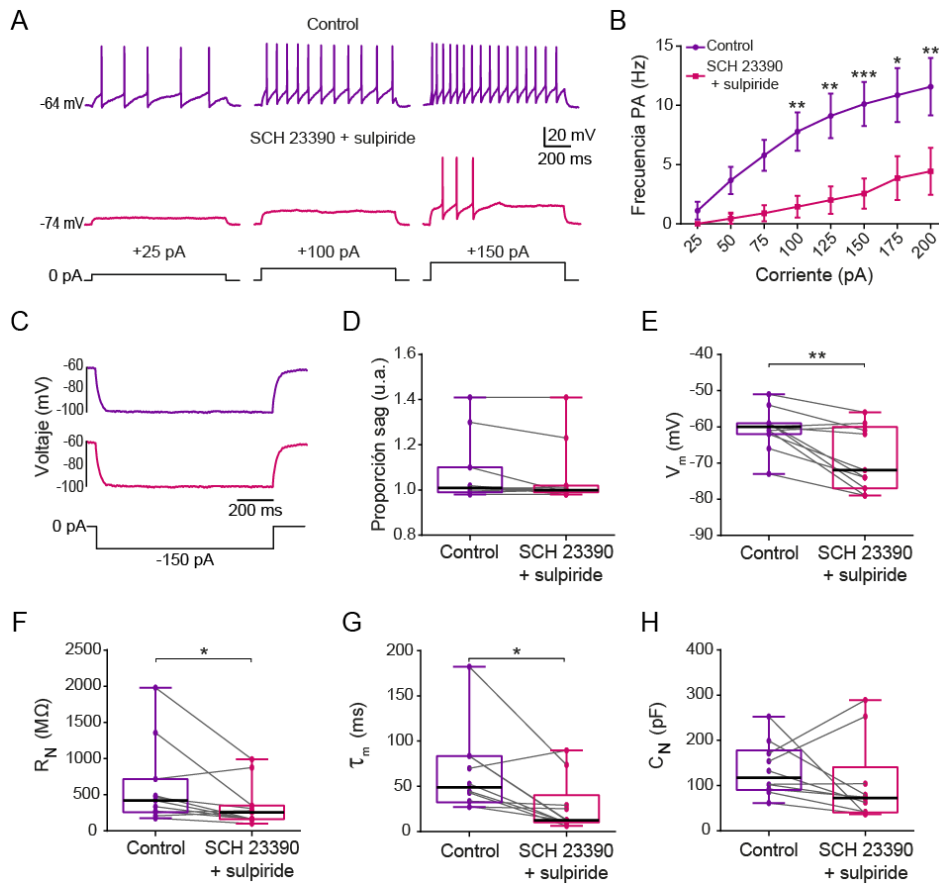 A
Control
-64 mV
SCH 23390 + sulpiride
20 mV
200 ms
-74 mV
+25 pA
+100 pA
+150 pA
0 pA
B
Frecuencia PA (Hz)
15
10
5
0
Control
SCH 23390
+ sulpiride
** ** *** * **
25 50 75 100 125 150 175 200
Corriente (pA)
C
Voltaje (mV)
-60
-80
-100
-60
-80
-100
200 ms
0 pA
-150 pA
D
Proporción sag (u.a.)
1.6
1.4
1.2
1.0
0.8
Control
SCH 23390
+ sulpiride
E
Vm (mV)
-40
-50
-60
-70
-80
-90
**
Control
SCH 23390
+ sulpiride
F
RN (MΩ)
2500
2000
1500
1000
500
0
*
Control
SCH 23390
+ sulpiride
G
τm (ms)
200
150
100
50
0
*
Control
SCH 23390
+ sulpiride
H
CN (pF)
400
300
200
100
0
Control
SCH 23390
+ sulpiride